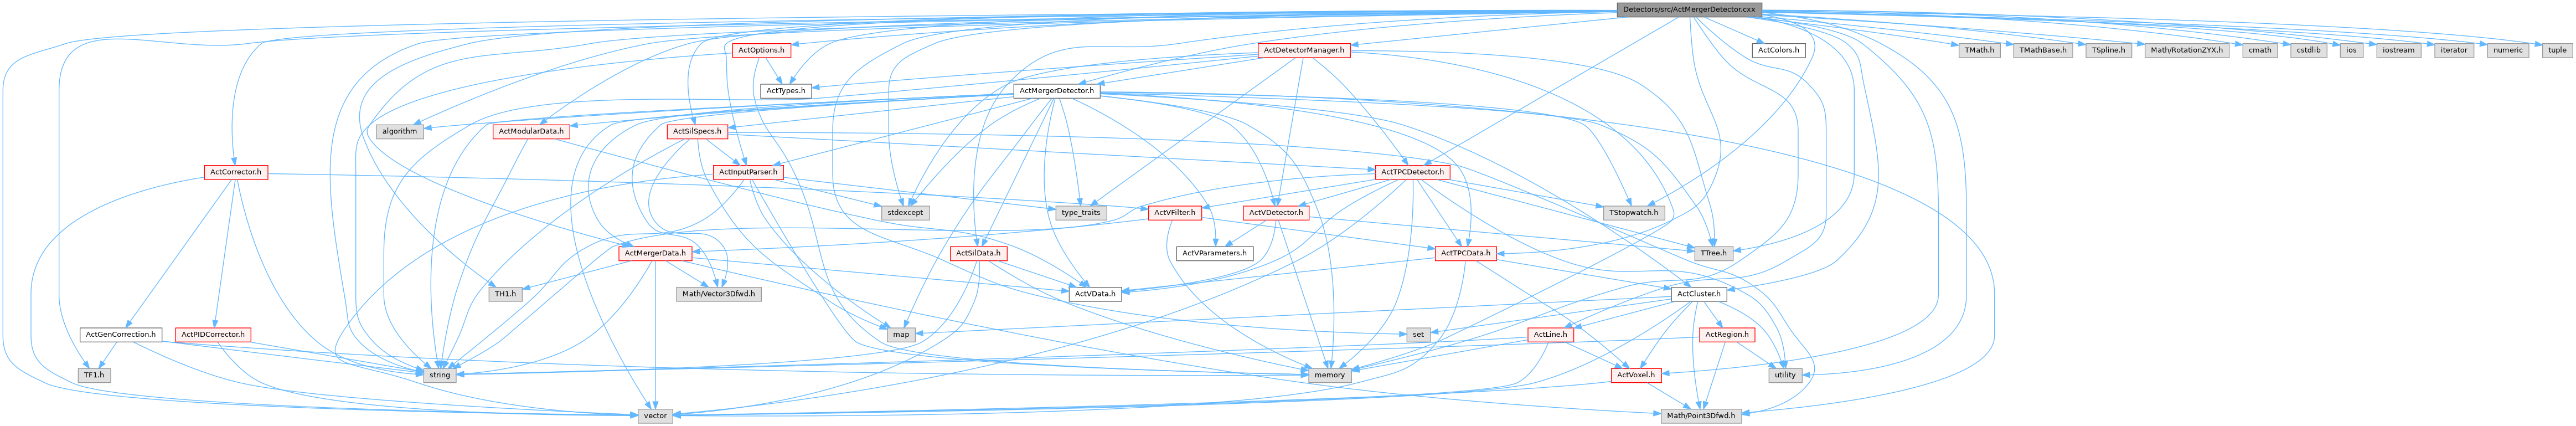 Detectors/src/ActMergerDetector.cxx
ActOptions.h
ActDetectorManager.h
ActColors.h
TMath.h
TMathBase.h
TSpline.h
Math/RotationZYX.h
cmath
cstdlib
ios
iostream
iterator
numeric
tuple
ActTypes.h
ActMergerDetector.h
algorithm
ActModularData.h
ActSilSpecs.h
ActCorrector.h
ActInputParser.h
ActTPCDetector.h
stdexcept
type_traits
ActVFilter.h
ActVDetector.h
TStopwatch.h
ActMergerData.h
ActSilData.h
ActVParameters.h
ActTPCData.h
TTree.h
TH1.h
Math/Vector3Dfwd.h
ActVData.h
ActCluster.h
ActGenCorrection.h
ActPIDCorrector.h
map
set
ActLine.h
ActRegion.h
TF1.h
string
memory
ActVoxel.h
utility
vector
Math/Point3Dfwd.h